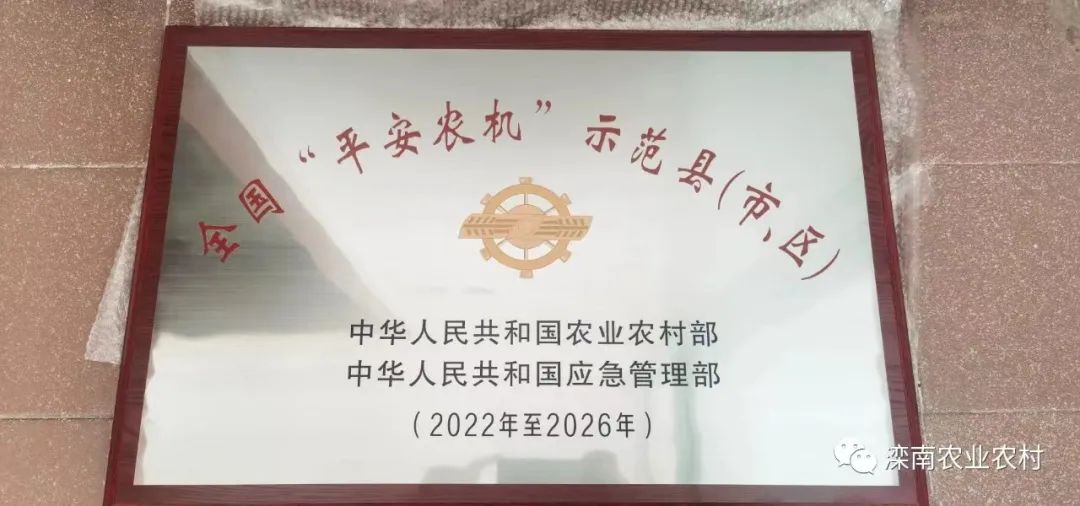 全国“平安农机”示范县(市、区)
中华人民共和国农业农村部
中华人民共和国应急管理部
（2022年至2026年）
滦南农业农村